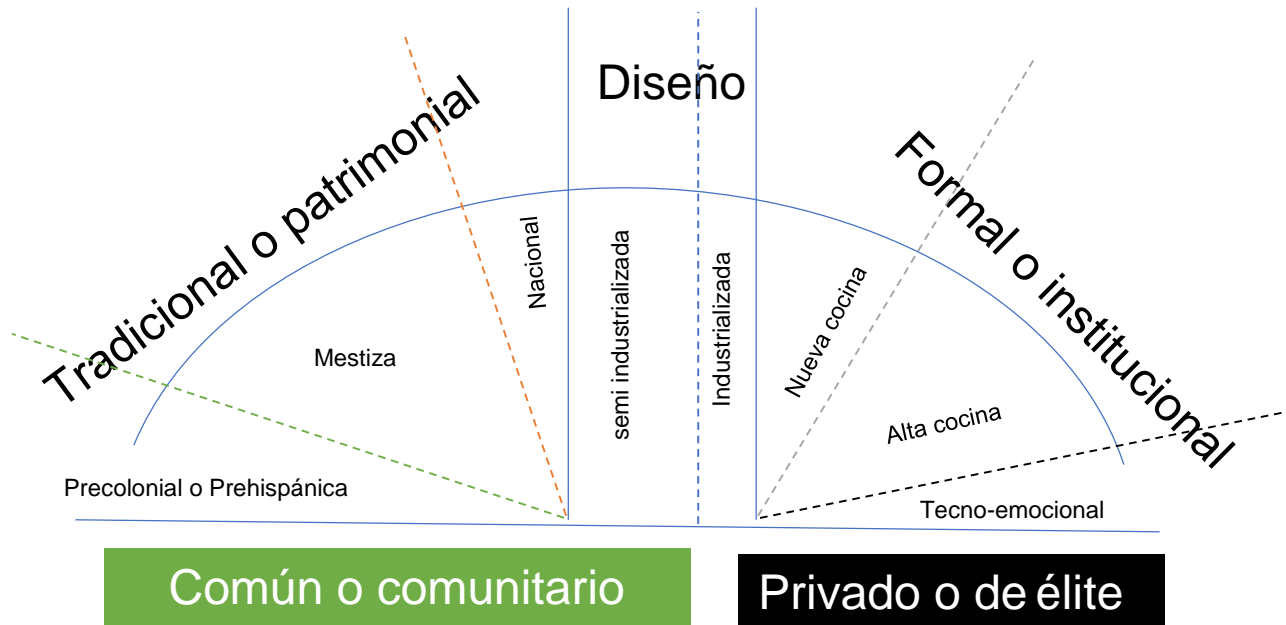 Diseño
Tradicional o patrimonial
Formal o institucional
Precolonial o Prehispánica
Mestiza
Nacional
semi industrializada
Industrializada
Nueva cocina
Alta cocina
Tecno-emocional
Común o comunitario
Privado o de élite